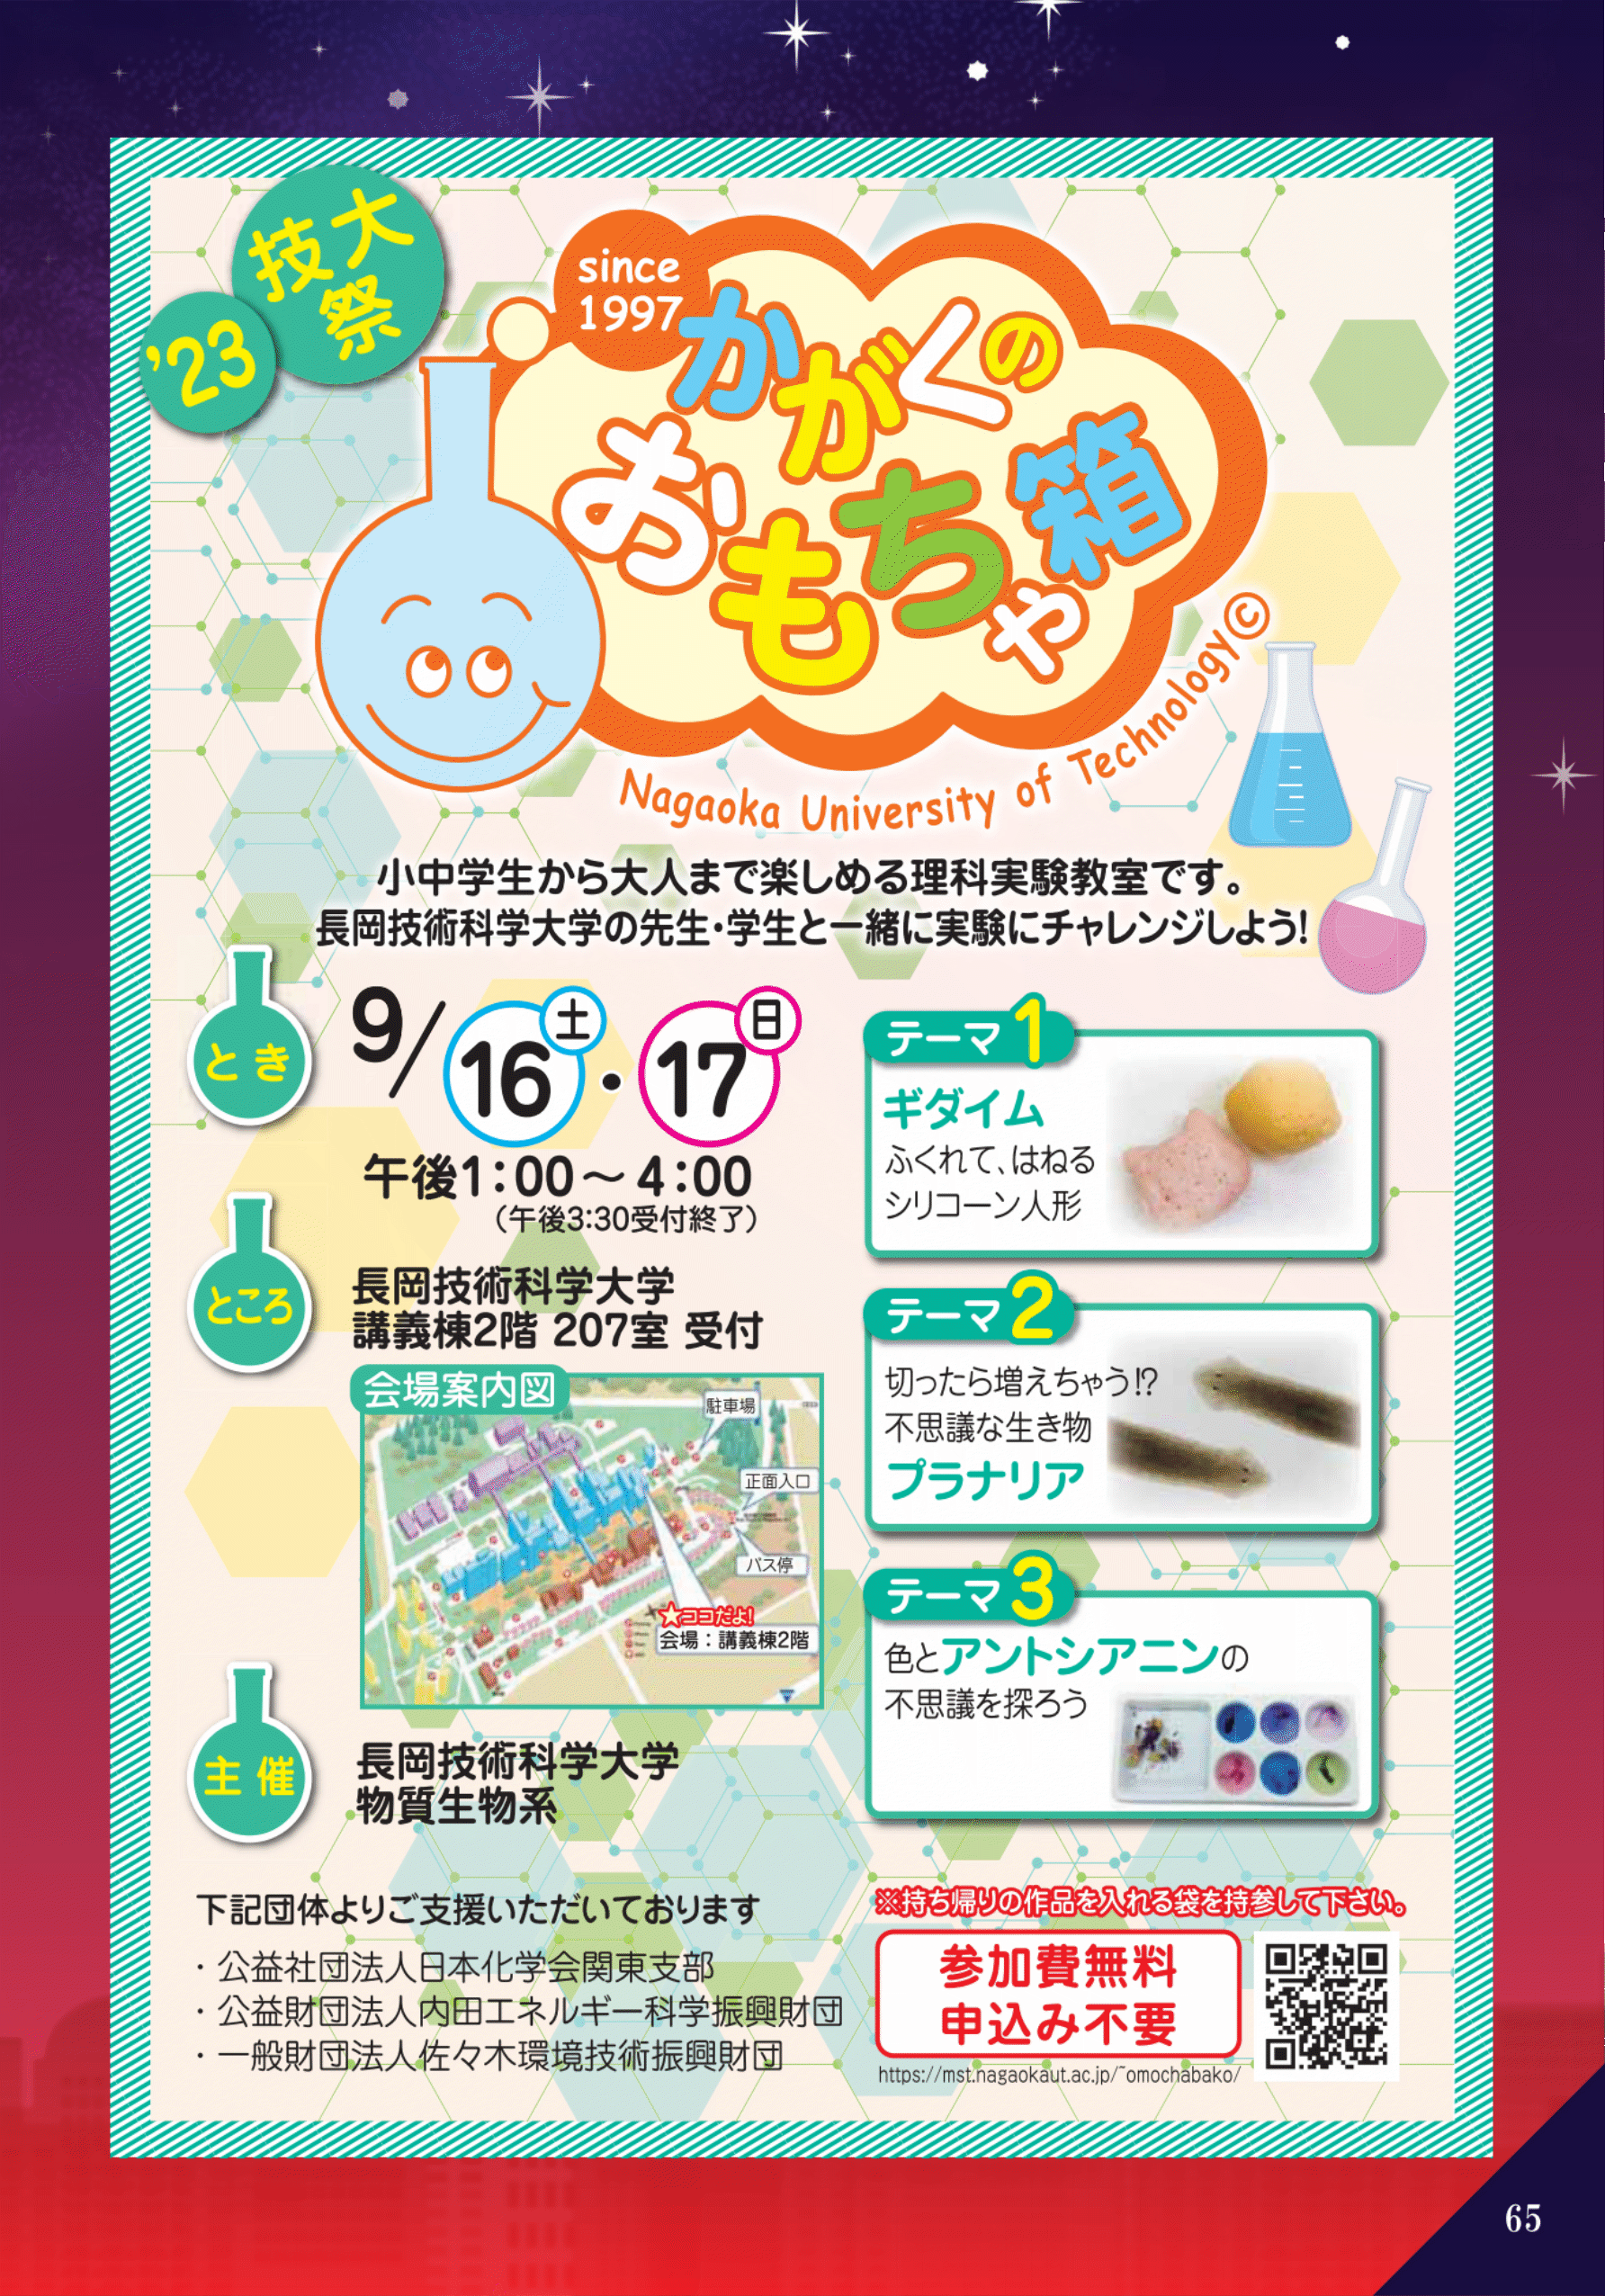 技大祭
'23
since
1997
かがくの
おもちゃ箱
Nagaoka University of Technology©
小中学生から大人まで楽しめる理科実験教室です。
長岡技術科学大学の先生・学生と一緒に実験にチャレンジしよう!
とき
9/16土・17日
午後1:00〜4:00
(午後3:30受付終了)
ところ
長岡技術科学大学
講義棟2階 207室 受付
会場案内図
駐車場
正面入口
バス停
★ココだよ!
会場:講義棟2階
主催
長岡技術科学大学
物質生物系
テーマ1
ギダイム
ふくれて、はねる
シリコーン人形
テーマ2
切ったら増えちゃう!?
不思議な生き物
プラナリア
テーマ3
色とアントシアニンの
不思議を探ろう
下記団体よりご支援いただいております
・公益社団法人日本化学会関東支部
・公益財団法人内田エネルギー科学振興財団
・一般財団法人佐々木環境技術振興財団
※持ち帰りの作品を入れる袋を持参して下さい。
参加費無料
申込み不要
https://mst.nagaokaut.ac.jp/~omochabako/
65